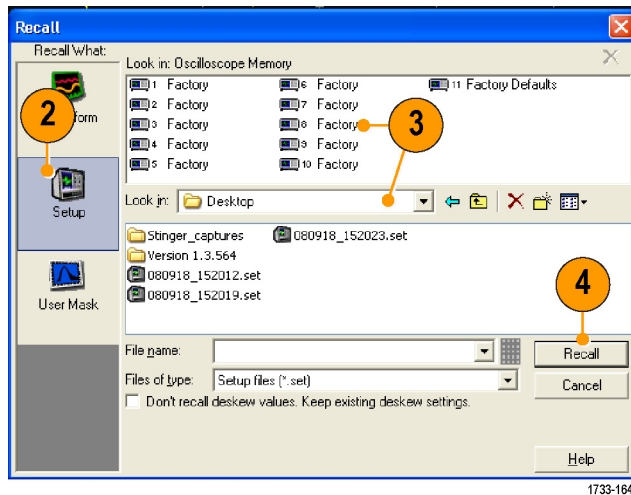 Recall
Recall What:
Look in: Oscilloscope Memory
1 Factory
6 Factory
11 Factory Defaults
2 Factory
7 Factory
3 Factory
8 Factory
4 Factory
9 Factory
5 Factory
10 Factory
2
form
3
Setup
Look in: Desktop
Stinger_captures
080918_152023.set
Version 1.3.564
080918_152012.set
080918_152019.set
User Mask
4
File name:
Recall
Files of type: Setup files (*.set)
Cancel
Don't recall deskew values. Keep existing deskew settings.
Help
1733-164